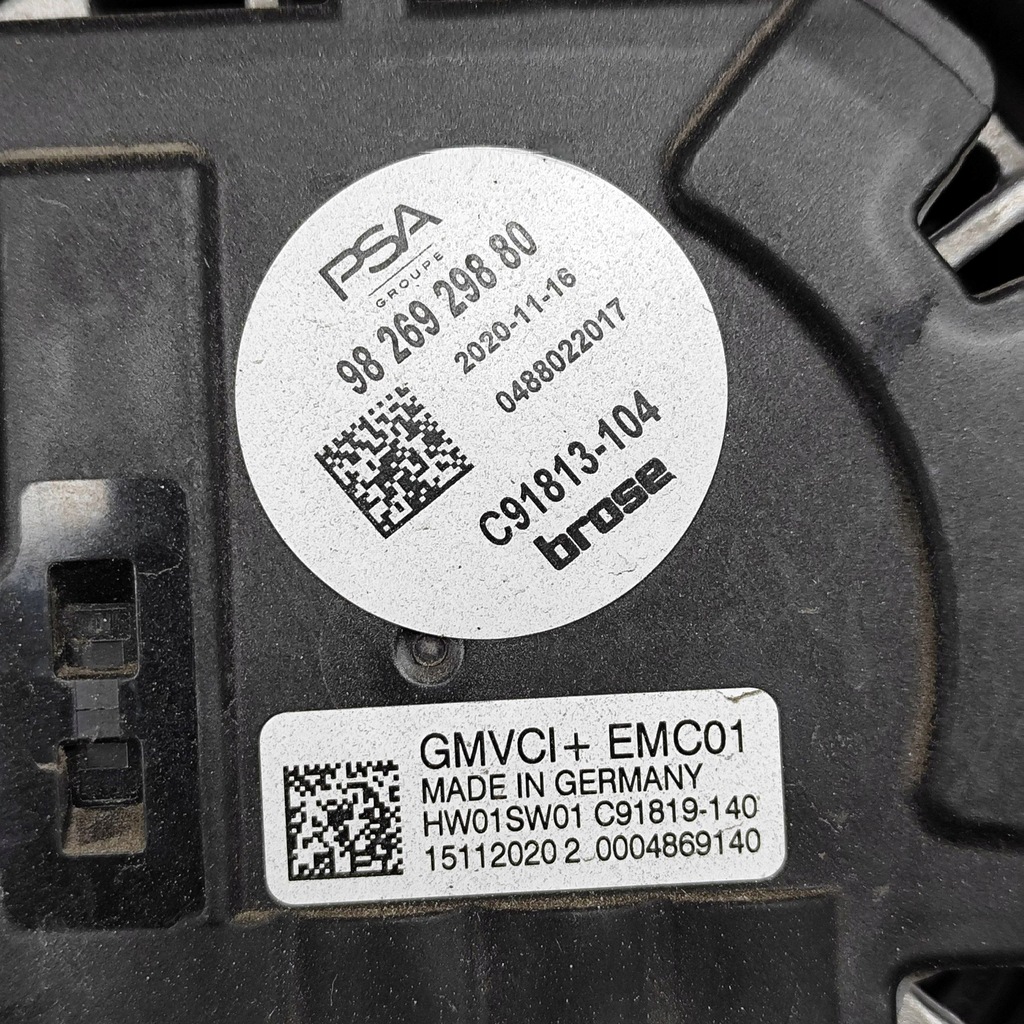 PSA
GROUPE
98 269 298 80
2020-11-16
0488022017
C91813-104
brose
GMVCI+ EMC01
MADE IN GERMANY
HW01SW01 C91819-140
15112020 2 0004869140